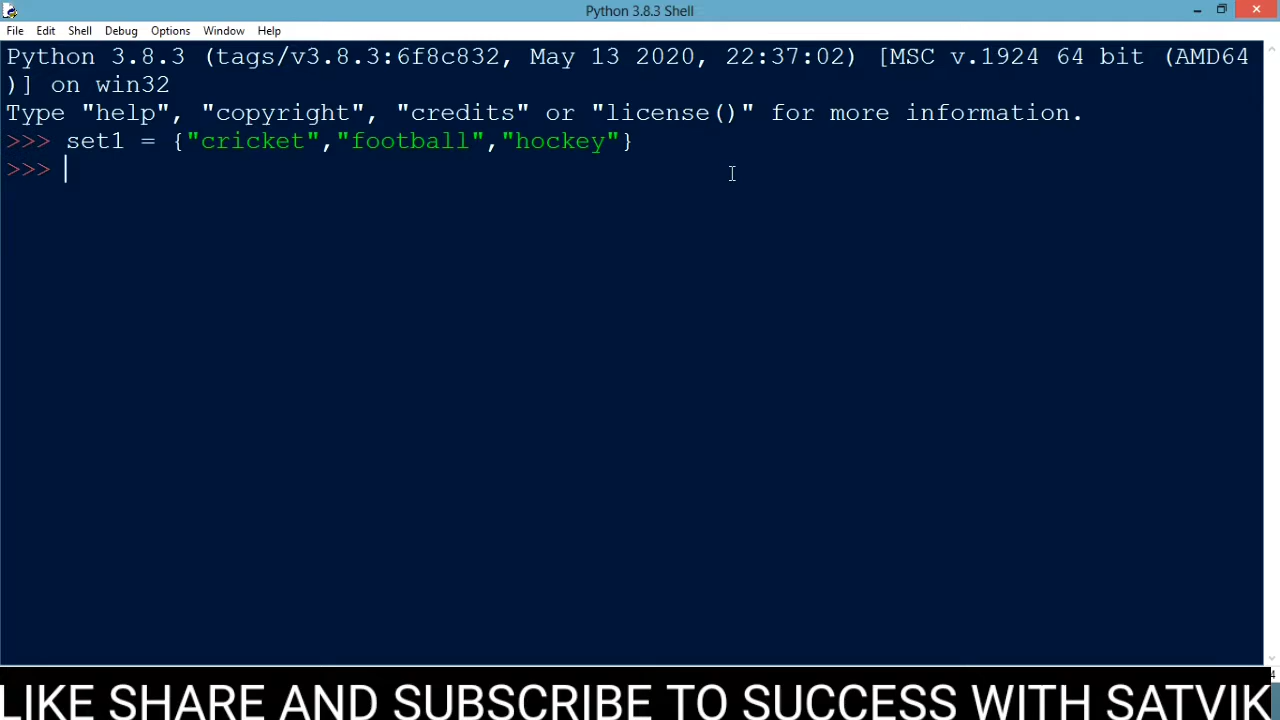 Python 3.8.3 Shell
File Edit Shell Debug Options Window Help
Python 3.8.3 (tags/v3.8.3:6f8c832, May 13 2020, 22:37:02) [MSC v.1924 64 bit (AMD64
)] on win32
Type "help", "copyright", "credits" or "license()" for more information.
>>> set1 = {"cricket","football","hockey"}
>>>
LIKE SHARE AND SUBSCRIBE TO SUCCESS WITH SATVIK